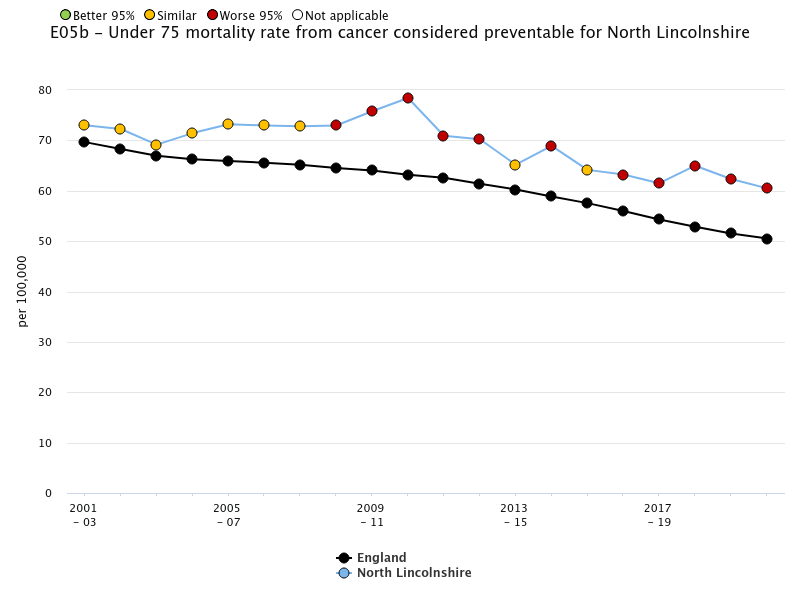 Better 95% Similar Worse 95% Not applicable
E05b – Under 75 mortality rate from cancer considered preventable for North Lincolnshire
80
70
60
50
40
30
20
10
0
per 100,000
2001 2005 2009 2013 2017
– 03 – 07 – 11 – 15 – 19
England
North Lincolnshire